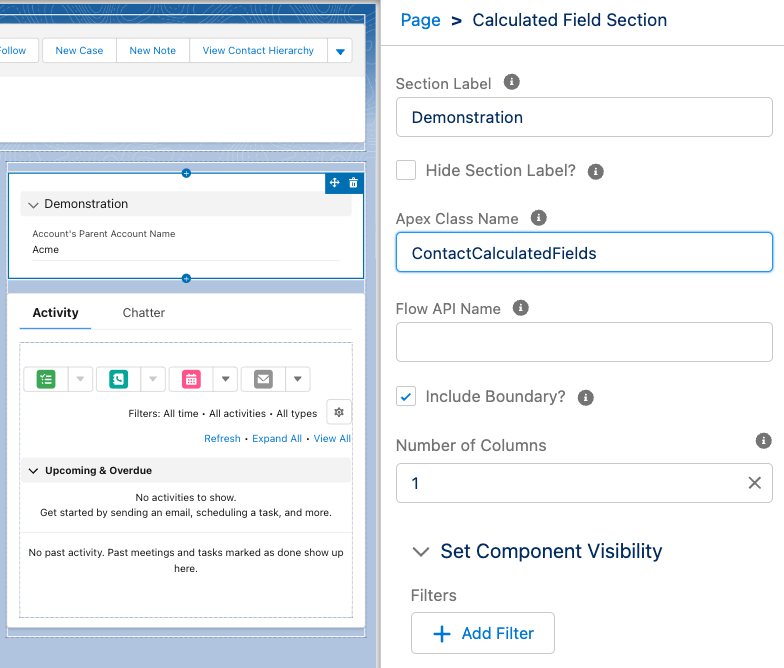 Follow
New Case
New Note
View Contact Hierarchy
Demonstration
Account's Parent Account Name
Acme
Activity
Chatter
Filters: All time • All activities • All types
Refresh • Expand All • View All
Upcoming & Overdue
No activities to show.
Get started by sending an email, scheduling a task, and more.
No past activity. Past meetings and tasks marked as done show up
here.
Page > Calculated Field Section
Section Label
Demonstration
Hide Section Label?
Apex Class Name
ContactCalculatedFields
Flow API Name
Include Boundary?
Number of Columns
1
Set Component Visibility
Filters
Add Filter